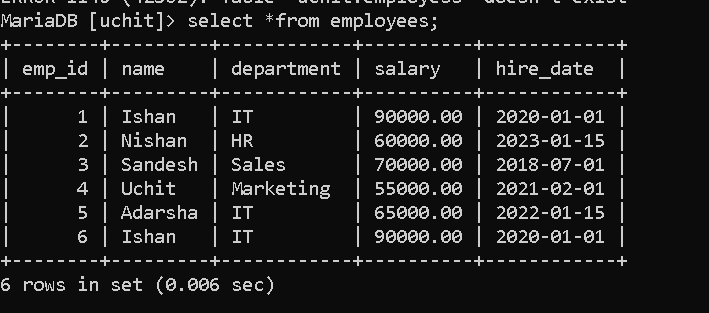 MariaDB [uchit]> select *from employees;
+--------+---------+------------+----------+------------+
| emp_id | name    | department | salary   | hire_date  |
+--------+---------+------------+----------+------------+
|      1 | Ishan   | IT         | 90000.00 | 2020-01-01 |
|      2 | Nishan  | HR         | 60000.00 | 2023-01-15 |
|      3 | Sandesh | Sales      | 70000.00 | 2018-07-01 |
|      4 | Uchit   | Marketing  | 55000.00 | 2021-02-01 |
|      5 | Adarsha | IT         | 65000.00 | 2022-01-15 |
|      6 | Ishan   | IT         | 90000.00 | 2020-01-01 |
+--------+---------+------------+----------+------------+
6 rows in set (0.006 sec)